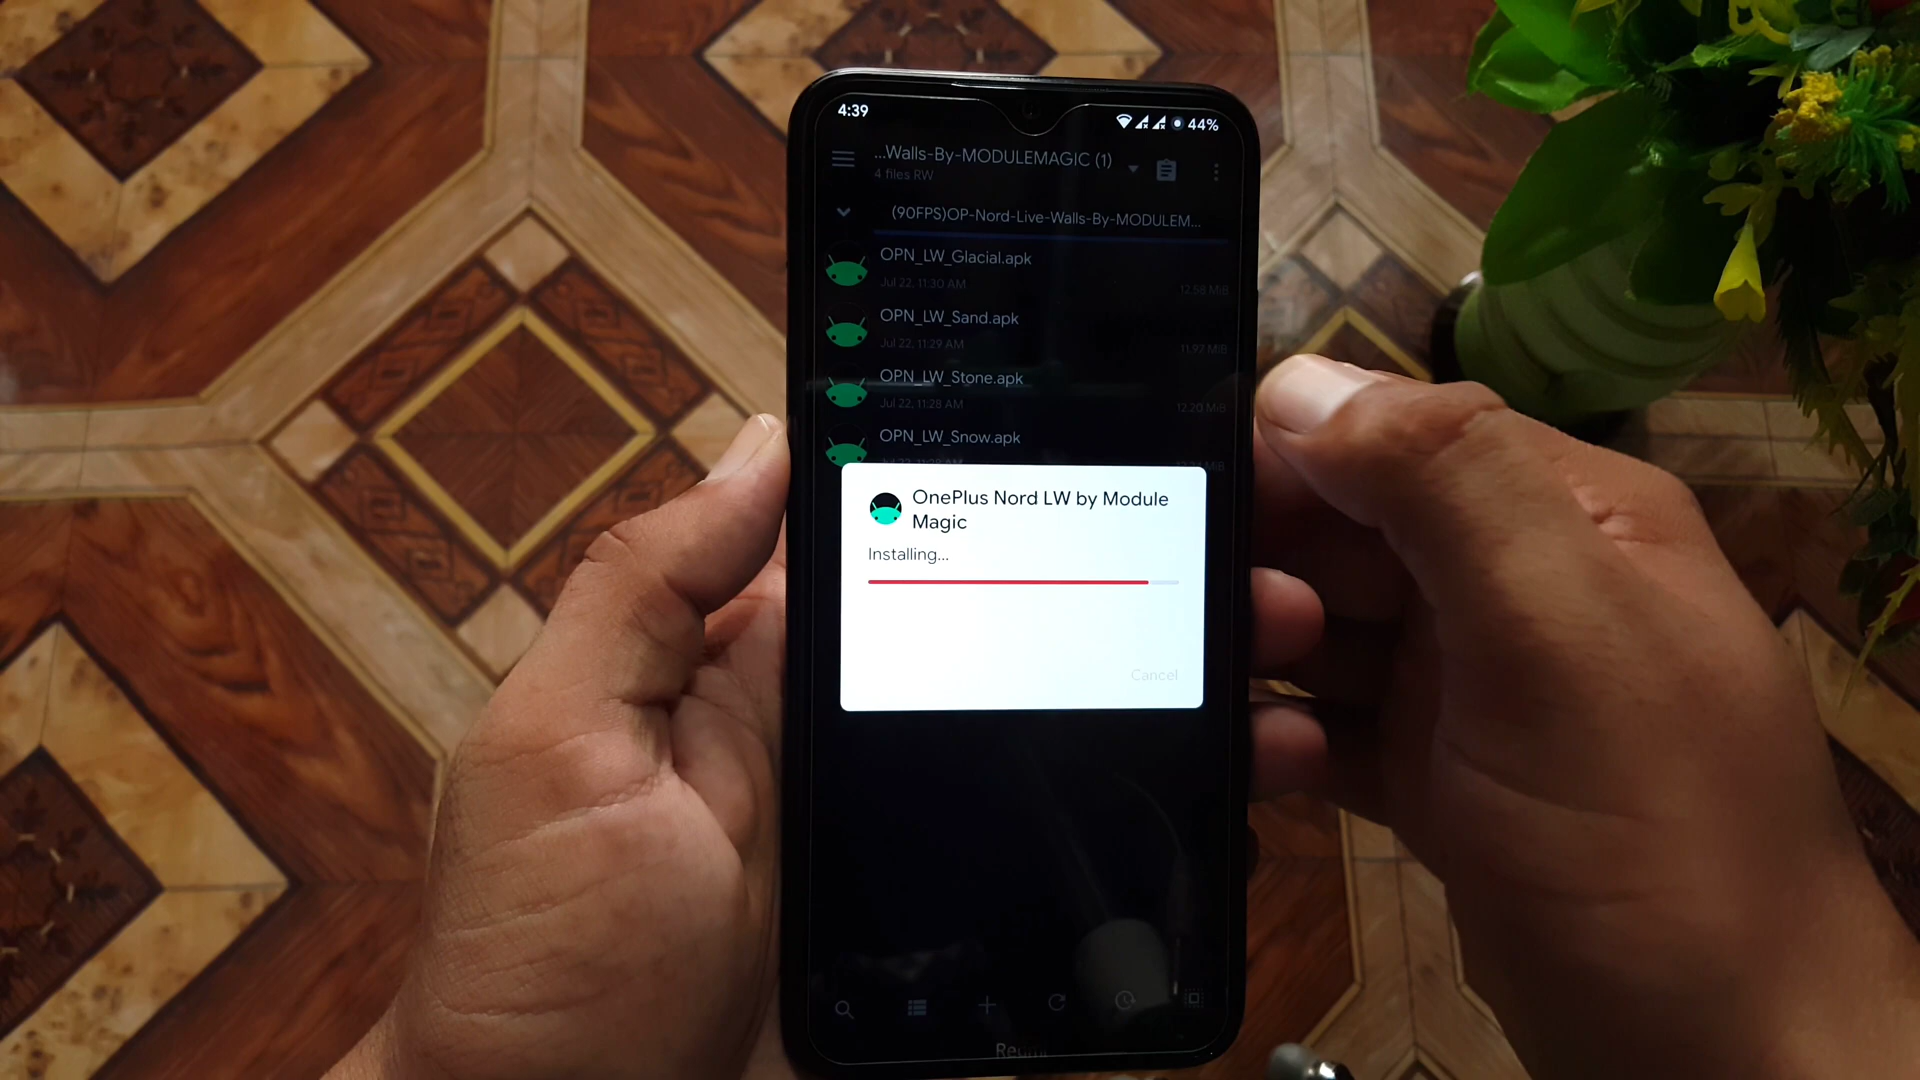 4:39
44%
...Walls-By-MODULEMAGIC (1)
4 files RW
(90FPS)OP-Nord-Live-Walls-By-MODULEM...
OPN_LW_Glacial.apk
Jul 22, 11:30 AM
12.58 MiB
OPN_LW_Sand.apk
Jul 22, 11:29 AM
11.97 MiB
OPN_LW_Stone.apk
Jul 22, 11:28 AM
12.20 MiB
OPN_LW_Snow.apk
OnePlus Nord LW by Module
Magic
Installing...
Cancel
Redmi